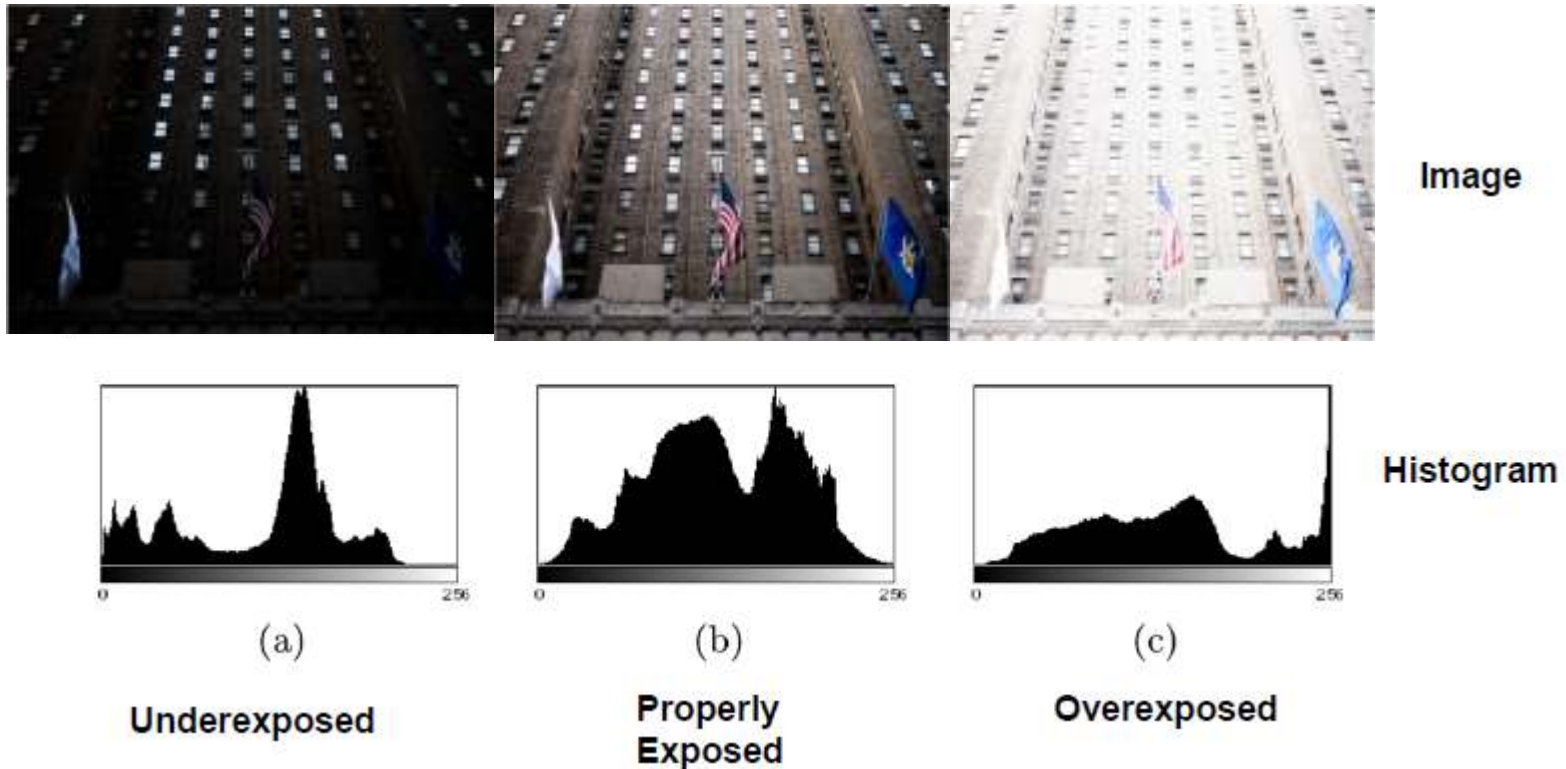 Image
Histogram
0 256
0 256
0 256
(a)
(b)
(c)
Underexposed
Properly
Exposed
Overexposed